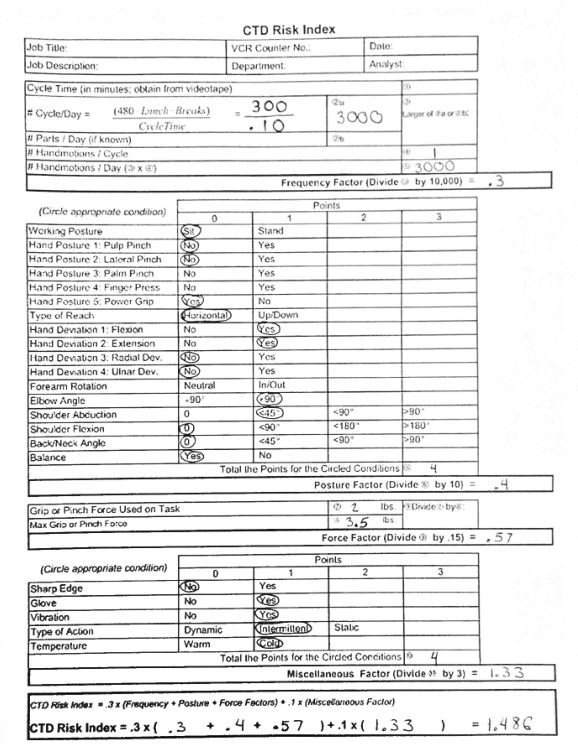 CTD Risk Index
Job Title: VCR Counter No.: Date:
Job Description: Department: Analyst:
Cycle Time (in minutes; obtain from videotape) ①
# Cycle/Day = (480 - Lunch - Breaks) / CycleTime = 300 / .10 ②a 3000 ③ Larger of ②a or ②b:
# Parts / Day (if known) ②b
# Handmotions / Cycle ④ 1
# Handmotions / Day (③ x ④) ⑤ 3000
Frequency Factor (Divide by 10,000) = .3
Points
(Circle appropriate condition) 0 1 2 3
Working Posture Sit Stand
Hand Posture 1: Pulp Pinch No Yes
Hand Posture 2: Lateral Pinch No Yes
Hand Posture 3: Palm Pinch No Yes
Hand Posture 4: Finger Press No Yes
Hand Posture 5: Power Grip Yes No
Type of Reach Horizontal Up/Down
Hand Deviation 1: Flexion No Yes
Hand Deviation 2: Extension No Yes
Hand Deviation 3: Radial Dev. No Yes
Hand Deviation 4: Ulnar Dev. No Yes
Forearm Rotation Neutral In/Out
Elbow Angle =90° ≠90°
Shoulder Abduction 0 <45° <90° >90°
Shoulder Flexion 0 <90° <180° >180°
Back/Neck Angle 0 <45° <90° >90°
Balance Yes No
Total the Points for the Circled Conditions 4
Posture Factor (Divide by 10) = .4
Grip or Pinch Force Used on Task ⑦ 2 lbs. Divide by
Max Grip or Pinch Force 3.5 lbs.
Force Factor (Divide ⑨ by .15) = .57
Points
(Circle appropriate condition) 0 1 2 3
Sharp Edge No Yes
Glove No Yes
Vibration No Yes
Type of Action Dynamic Intermittent Static
Temperature Warm Cold
Total the Points for the Circled Conditions 4
Miscellaneous Factor (Divide by 3) = 1.33
CTD Risk Index = .3 x (Frequency + Posture + Force Factors) + .1 x (Miscellaneous Factor)
CTD Risk Index = .3 x ( .3 + .4 + .57 ) + .1 x ( 1.33 ) = 1.486